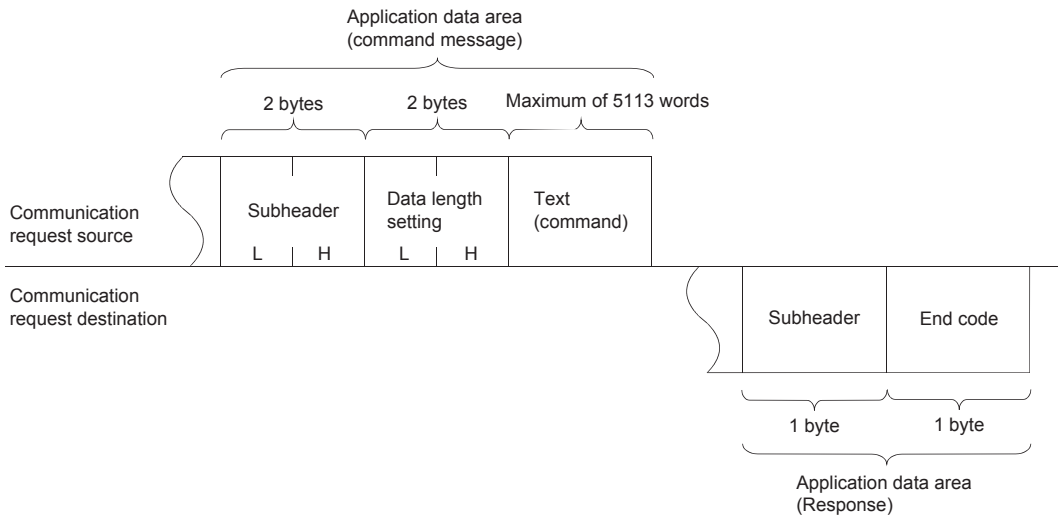 Application data area
(command message)
2 bytes
2 bytes
Maximum of 5113 words
Communication
request source
Subheader
L
H
Data length
setting
L
H
Text
(command)
Communication
request destination
Subheader
End code
1 byte
1 byte
Application data area
(Response)